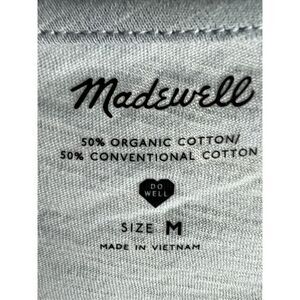 Madewell
50% ORGANIC COTTON/
50% CONVENTIONAL COTTON
DO
WELL
SIZE M
MADE IN VIETNAM